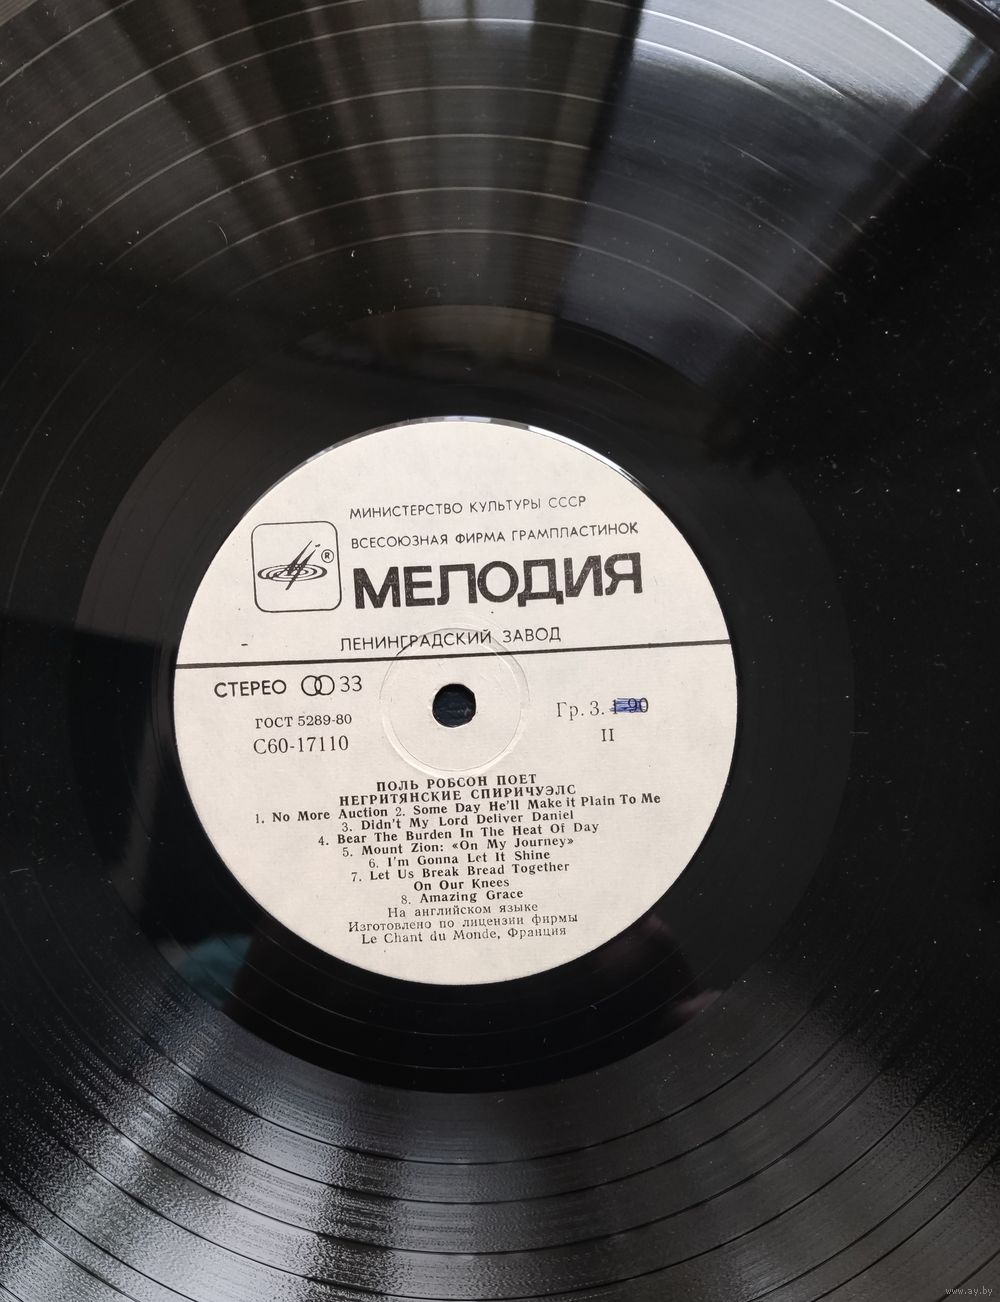 МИНИСТЕРСТВО КУЛЬТУРЫ СССР
ВСЕСОЮЗНАЯ ФИРМА ГРАМПЛАСТИНОК
®
МЕЛОДИЯ
ЛЕНИНГРАДСКИЙ ЗАВОД
СТЕРЕО 33
ГОСТ 5289-80
С60-17110
Гр. 3. 1-90
II
ПОЛЬ РОБСОН ПОЕТ
НЕГРИТЯНСКИЕ СПИРИЧУЭЛС
1. No More Auction 2. Some Day He'll Make it Plain To Me
3. Didn't My Lord Deliver Daniel
4. Bear The Burden In The Heat Of Day
5. Mount Zion: «On My Journey»
6. I'm Gonna Let It Shine
7. Let Us Break Bread Together
On Our Knees
8. Amazing Grace
На английском языке
Изготовлено по лицензии фирмы
Le Chant du Monde, Франция
www.ay.by